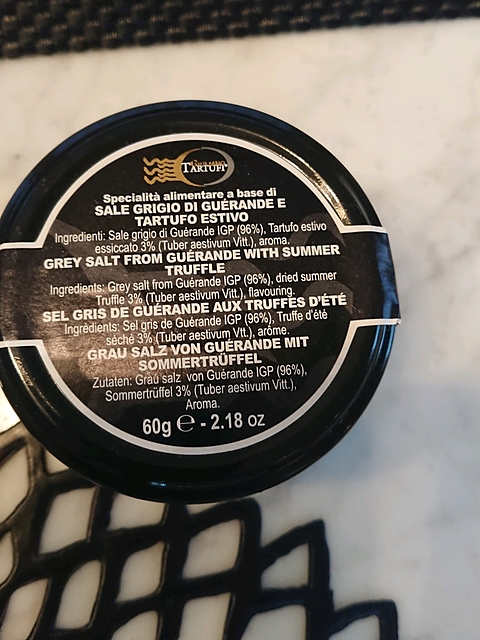 TARTUFI
Specialità alimentare a base di
SALE GRIGIO DI GUÉRANDE E
TARTUFO ESTIVO
Ingredienti: Sale grigio di Guérande IGP (96%), Tartufo estivo
essiccato 3% (Tuber aestivum Vitt.), aroma.
GREY SALT FROM GUÉRANDE WITH SUMMER
TRUFFLE
Ingredients: Grey salt from Guérande IGP (96%), dried summer
Truffle 3% (Tuber aestivum Vitt.), flavouring.
SEL GRIS DE GUÉRANDE AUX TRUFFES D'ÉTÉ
Ingrédients: Sel gris de Guérande IGP (96%), Truffe d'été
séché 3% (Tuber aestivum Vitt.), arôme.
GRAU SALZ VON GUÉRANDE MIT
SOMMERTRÜFFEL
Zutaten: Grau salz von Guérande IGP (96%),
Sommertrüffel 3% (Tuber aestivum Vitt.),
Aroma.
60g ℮ - 2.18 oz